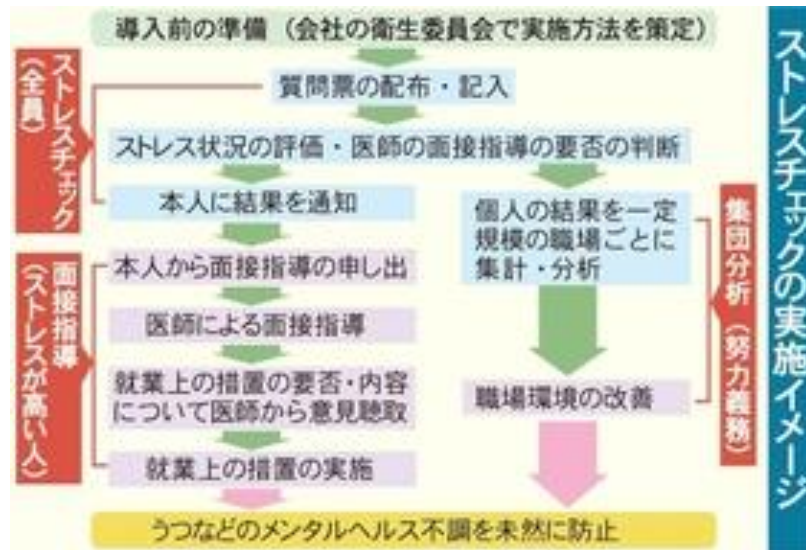 導入前の準備(会社の衛生委員会で実施方法を策定)
ストレスチェック
(全員)
質問票の配布・記入
ストレス状況の評価・医師の面接指導の要否の判断
本人に結果を通知
面接指導
(ストレスが高い人)
本人から面接指導の申し出
医師による面接指導
就業上の措置の要否・内容
について医師から意見聴取
就業上の措置の実施
個人の結果を一定
規模の職場ごとに
集計・分析
職場環境の改善
集団分析(努力義務)
うつなどのメンタルヘルス不調を未然に防止
ストレスチェックの実施イメージ